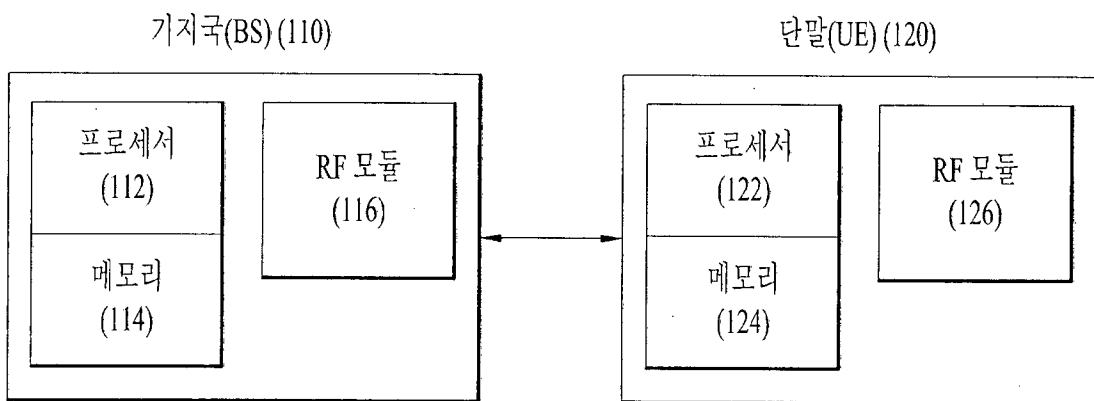 기지국(BS) (110)
프로세서
(112)
메모리
(114)
RF 모듈
(116)
단말(UE) (120)
프로세서
(122)
메모리
(124)
RF 모듈
(126)